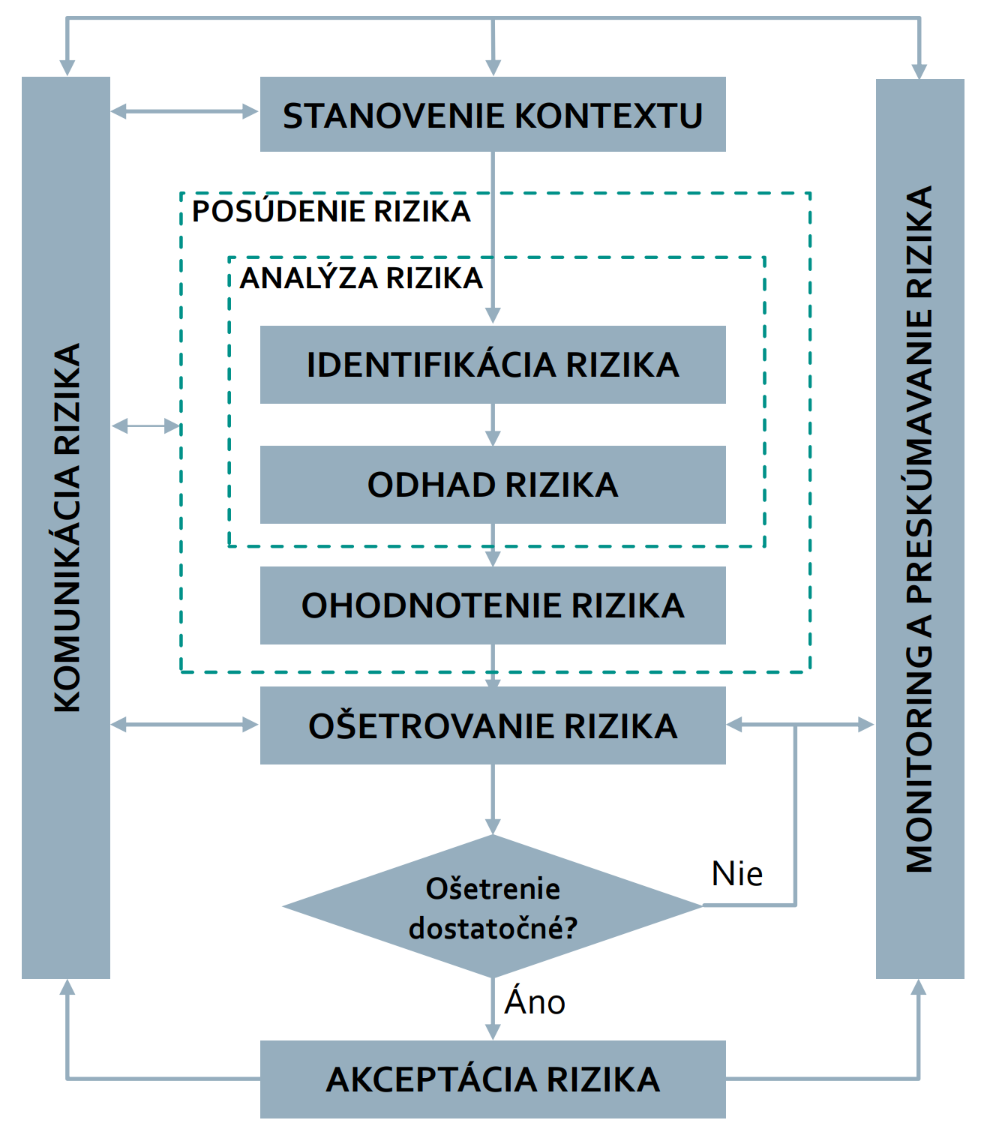 STANOVENIE KONTEXTU
POSÚDENIE RIZIKA
ANALÝZA RIZIKA
IDENTIFIKÁCIA RIZIKA
ODHAD RIZIKA
OHODNOTENIE RIZIKA
OŠETROVANIE RIZIKA
Ošetrenie
dostatočné?
Nie
Áno
AKCEPTÁCIA RIZIKA
KOMUNIKÁCIA RIZIKA
MONITORING A PRESKÚMAVANIE RIZIKA